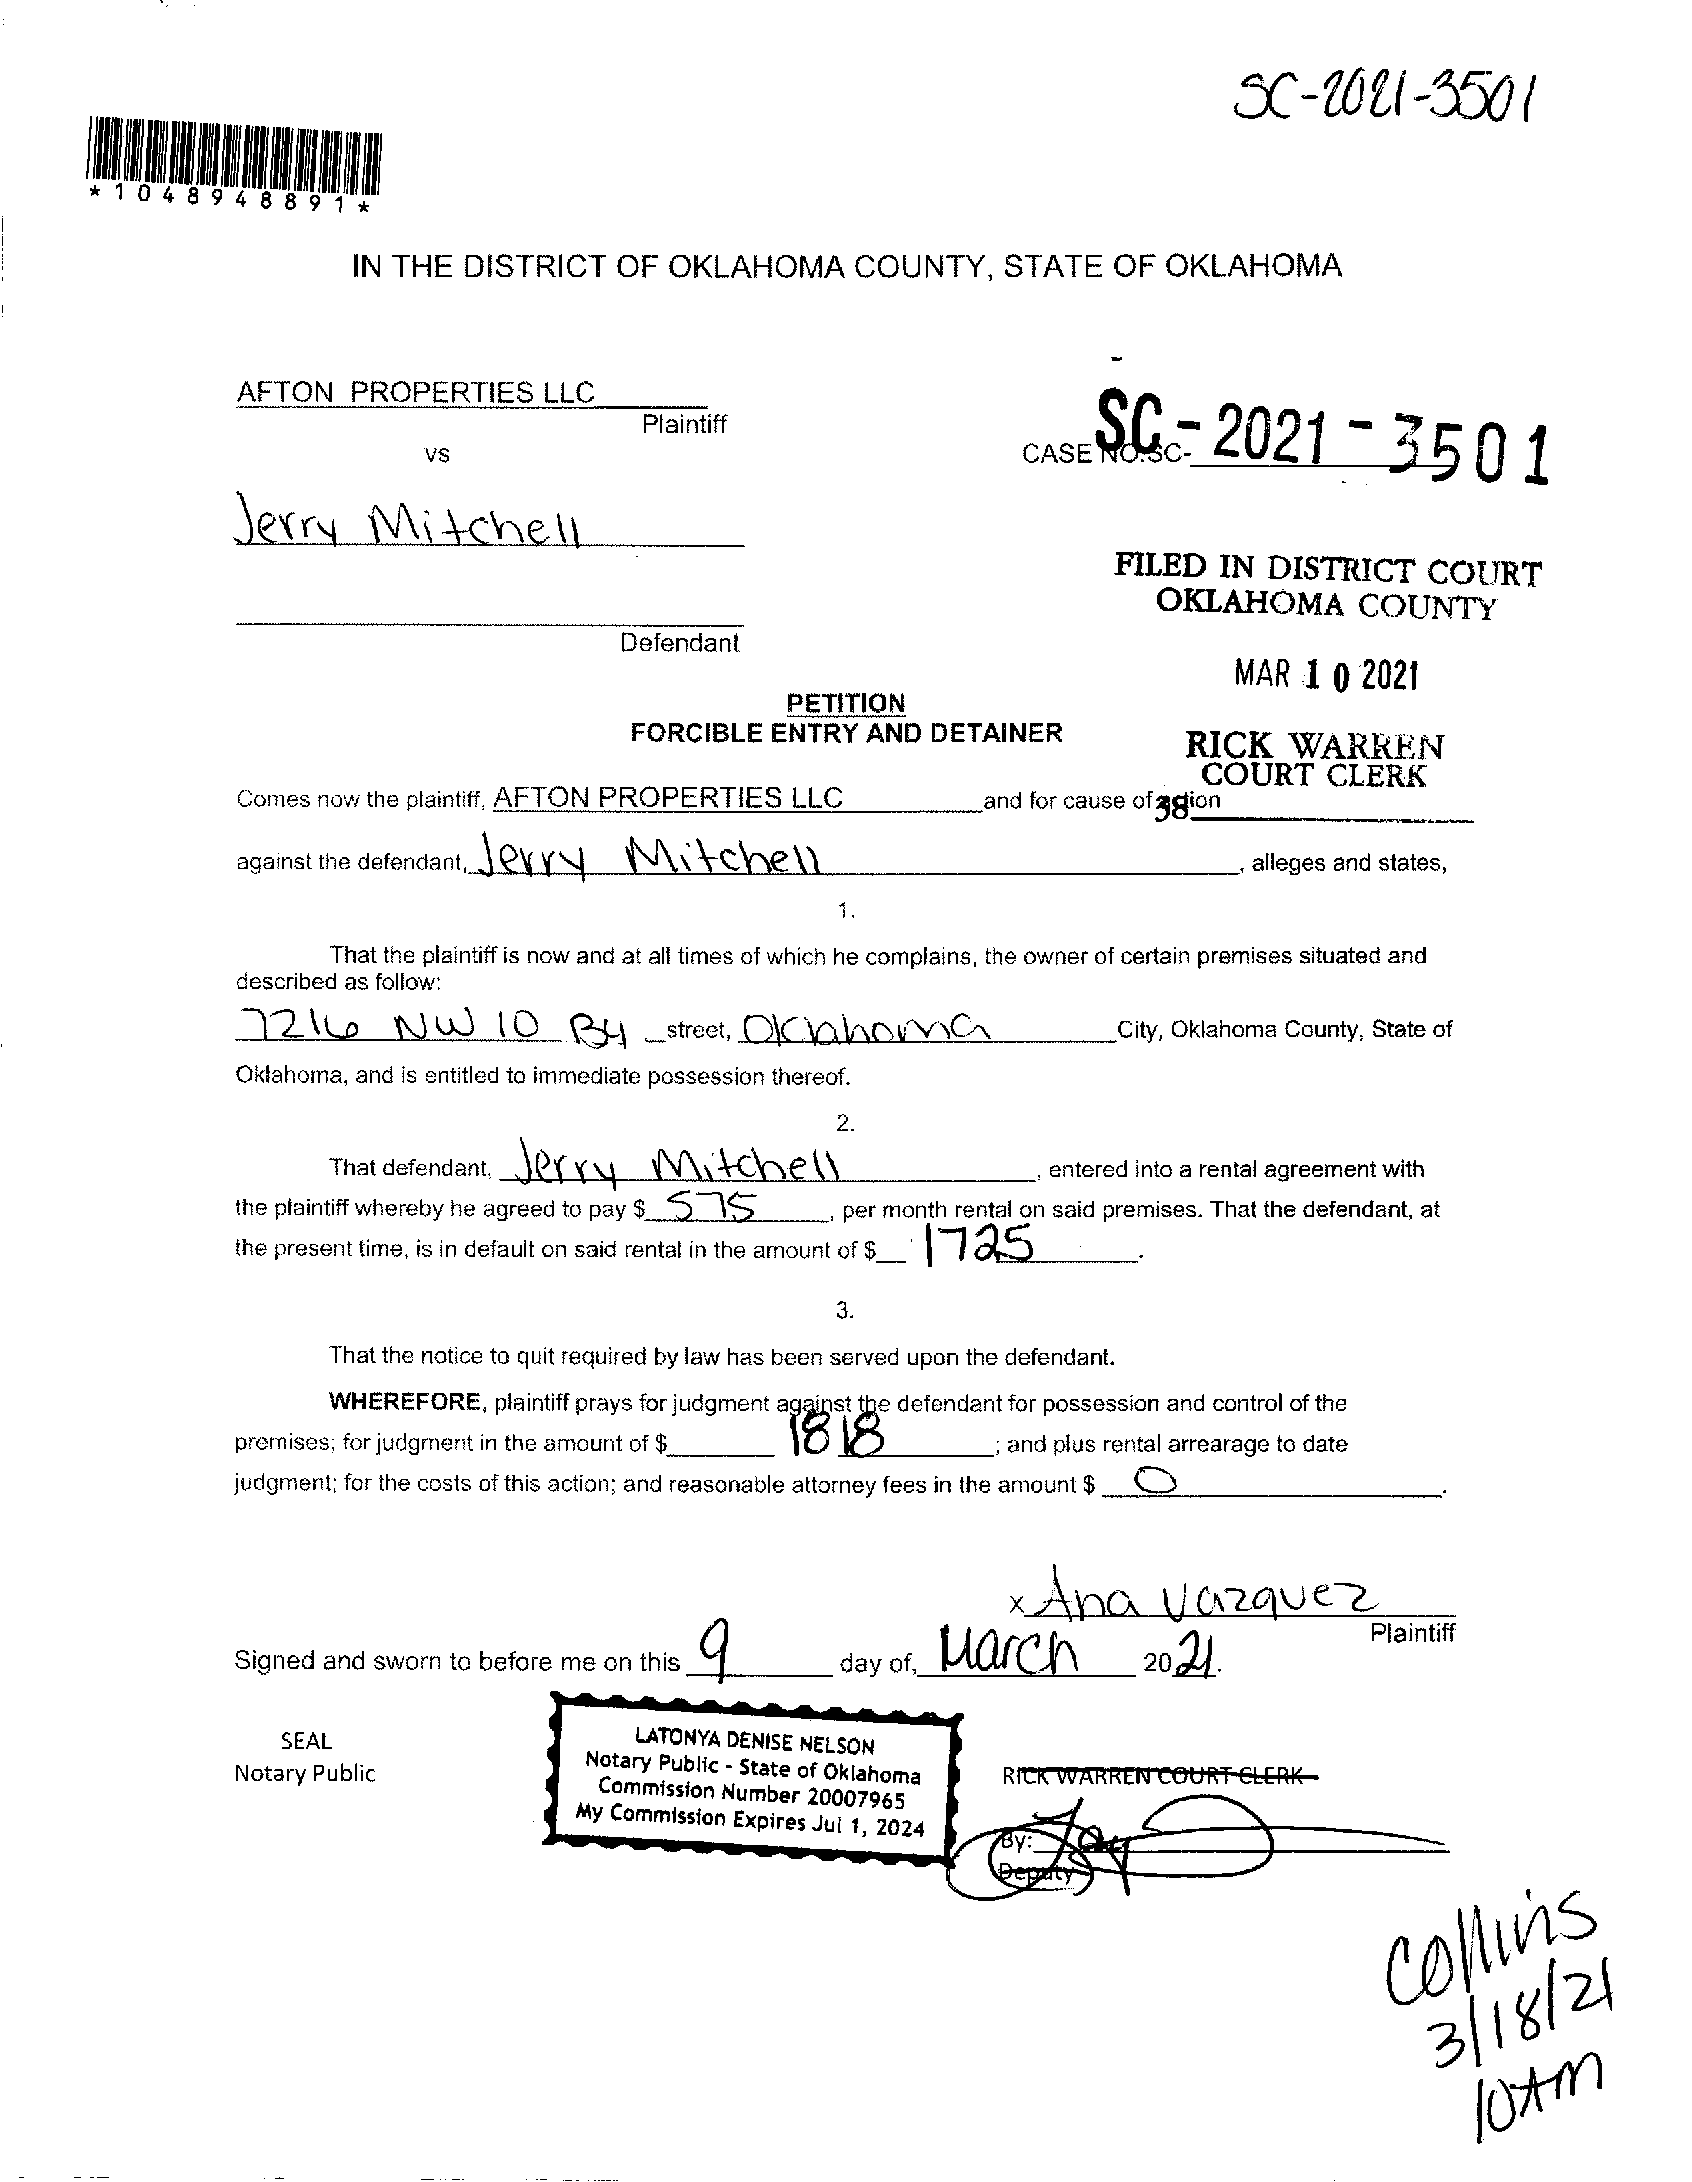 SC-2021-3501
*1048948891*
IN THE DISTRICT OF OKLAHOMA COUNTY, STATE OF OKLAHOMA
AFTON PROPERTIES LLC
Plaintiff
vs
CASE NO.SC- SC-2021-3501
Jerry Mitchell
FILED IN DISTRICT COURT
OKLAHOMA COUNTY
Defendant
MAR 10 2021
PETITION
FORCIBLE ENTRY AND DETAINER
RICK WARREN
COURT CLERK
Comes now the plaintiff, AFTON PROPERTIES LLC and for cause of action
38
against the defendant, Jerry Mitchell, alleges and states,
1.
That the plaintiff is now and at all times of which he complains, the owner of certain premises situated and
described as follow:
7216 NW 10 B4 street, Oklahoma City, Oklahoma County, State of
Oklahoma, and is entitled to immediate possession thereof.
2.
That defendant, Jerry Mitchell, entered into a rental agreement with
the plaintiff whereby he agreed to pay $ 575, per month rental on said premises. That the defendant, at
the present time, is in default on said rental in the amount of $ 1725.
3.
That the notice to quit required by law has been served upon the defendant.
WHEREFORE, plaintiff prays for judgment against the defendant for possession and control of the
premises; for judgment in the amount of $ 1818; and plus rental arrearage to date
judgment; for the costs of this action; and reasonable attorney fees in the amount $ 0.
x Ana Vazquez
Plaintiff
Signed and sworn to before me on this 9 day of, March 2021.
SEAL
Notary Public
LATONYA DENISE NELSON
Notary Public - State of Oklahoma
Commission Number 20007965
My Commission Expires Jul 1, 2024
RICK WARREN COURT CLERK
By:
Deputy
Collins
3/18/21
10AM